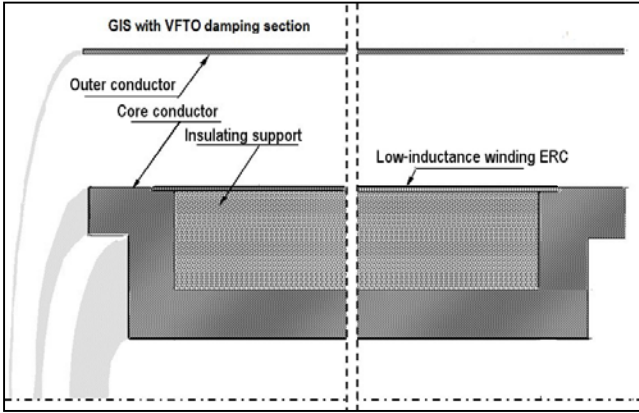 GIS with VFTO damping section
Outer conductor
Core conductor
Insulating support
Low-inductance winding ERC